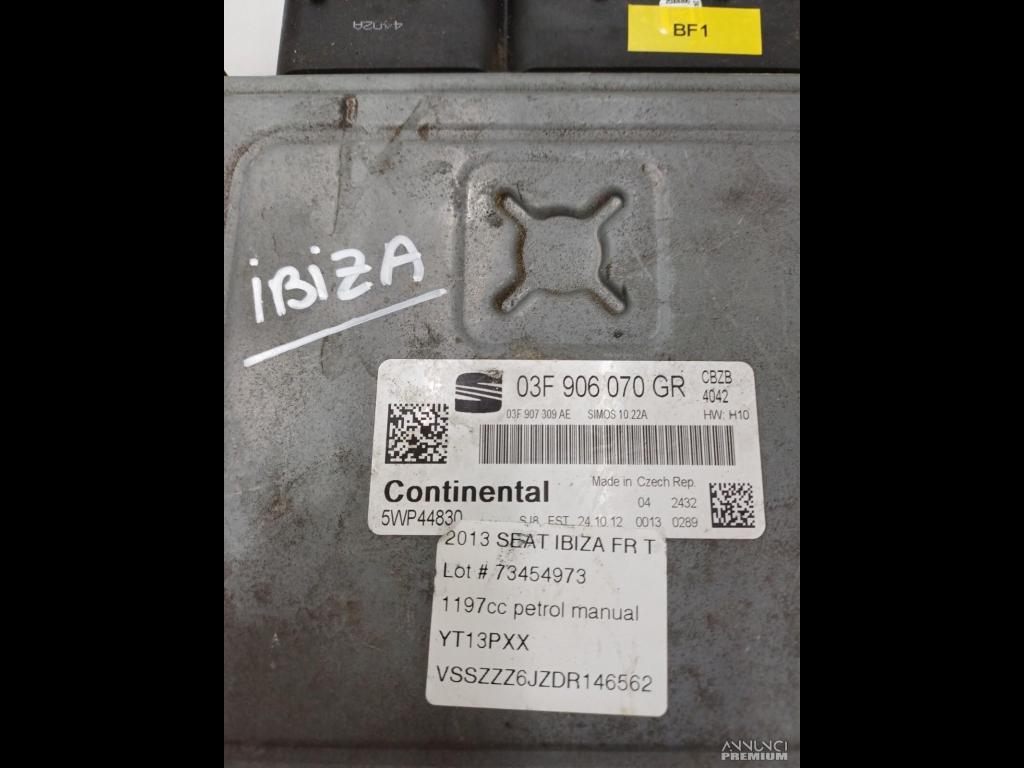 4402A
BF1
iBiZA
03F 906 070 GR
CBZB
4042
03F 907 309 AE SIMOS 10.22A HW: H10
Made in Czech Rep.
Continental
04 2432
5WP44830
SJ8 EST 24.10.12 0013 0289
2013 SEAT IBIZA FR T
Lot # 73454973
1197cc petrol manual
YT13PXX
VSSZZZ6JZDR146562
ANNUNCI
PREMIUM